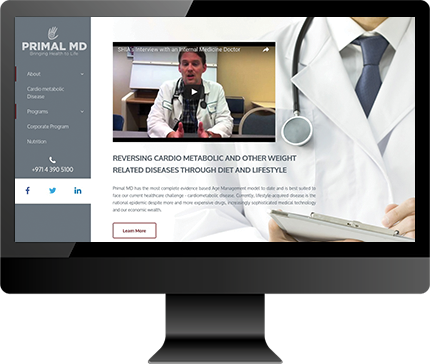 PRIMAL MD
Bringing Health to Life
About
Cardio metabolic
Disease
Programs
Corporate Program
Nutrition
+971 4 390 5100
SHIA's Interview with an Internal Medicine Doctor
REVERSING CARDIO METABOLIC AND OTHER WEIGHT
RELATED DISEASES THROUGH DIET AND LIFESTYLE
Primal MD has the most complete evidence based Age Management model to date and is best suited to
face our current healthcare challenge - cardiometabolic disease. Currently, lifestyle-acquired disease is the
national epidemic despite more and more expensive drugs, increasingly sophisticated medical technology
and our economic wealth.
Learn More